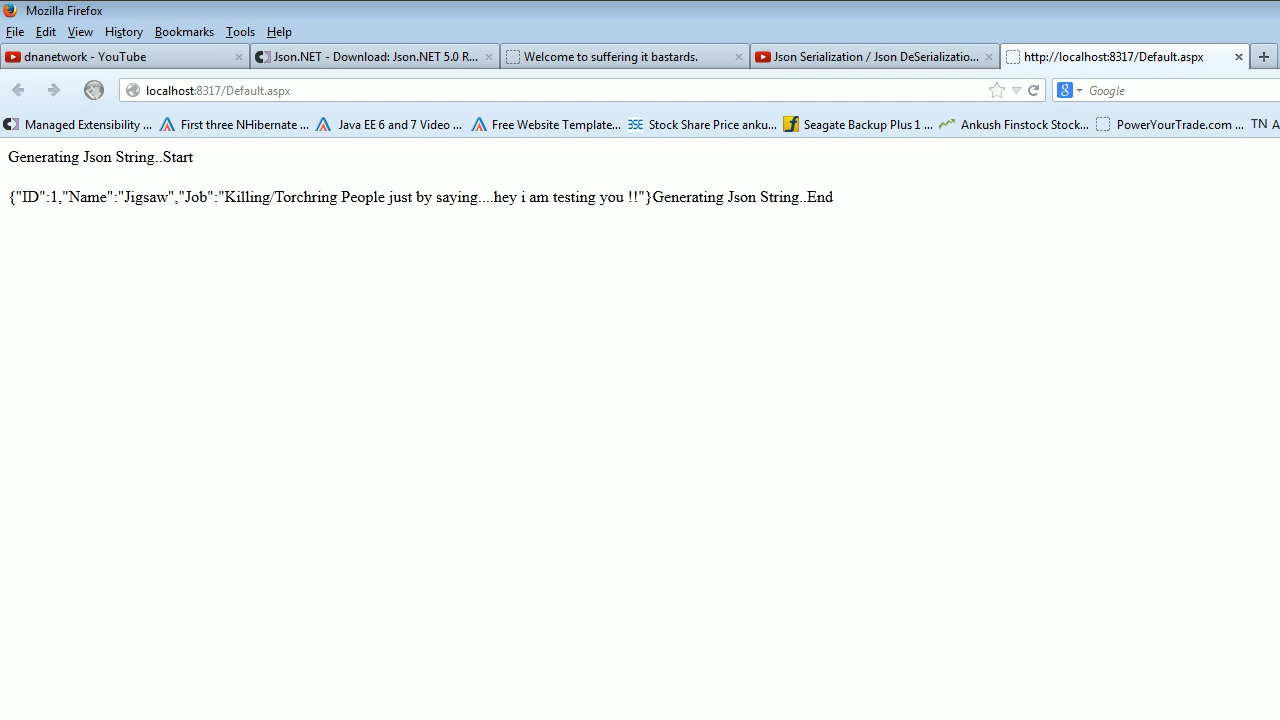 Mozilla Firefox
File Edit View History Bookmarks Tools Help
dnanetwork - YouTube Json.NET - Download: Json.NET 5.0 R... Welcome to suffering it bastards. Json Serialization / Json DeSerializatio... http://localhost:8317/Default.aspx
localhost:8317/Default.aspx Google
Managed Extensibility ... First three NHibernate ... Java EE 6 and 7 Video ... Free Website Template... Stock Share Price anku... Seagate Backup Plus 1 ... Ankush Finstock Stock... PowerYourTrade.com ... TN A
Generating Json String..Start
{"ID":1,"Name":"Jigsaw","Job":"Killing/Torchring People just by saying....hey i am testing you !!"}Generating Json String..End